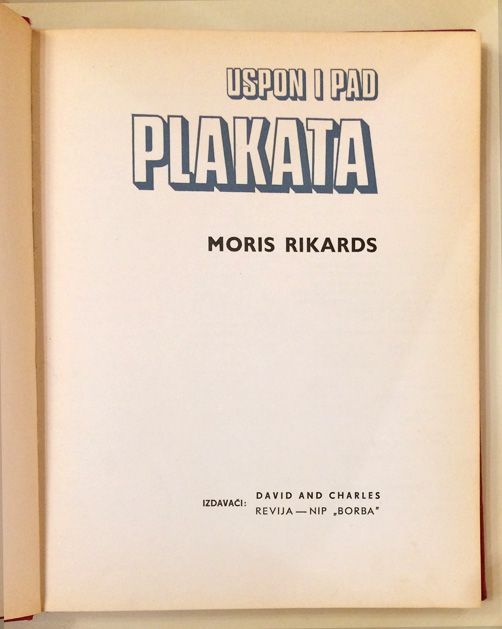 USPON I PAD
PLAKATA
MORIS RIKARDS
IZDAVAČI: DAVID AND CHARLES
REVIJA — NIP „BORBA”